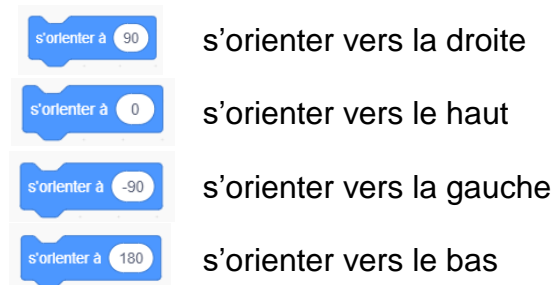 s'orienter à 90 s'orienter vers la droite
s'orienter à 0 s'orienter vers le haut
s'orienter à -90 s'orienter vers la gauche
s'orienter à 180 s'orienter vers le bas